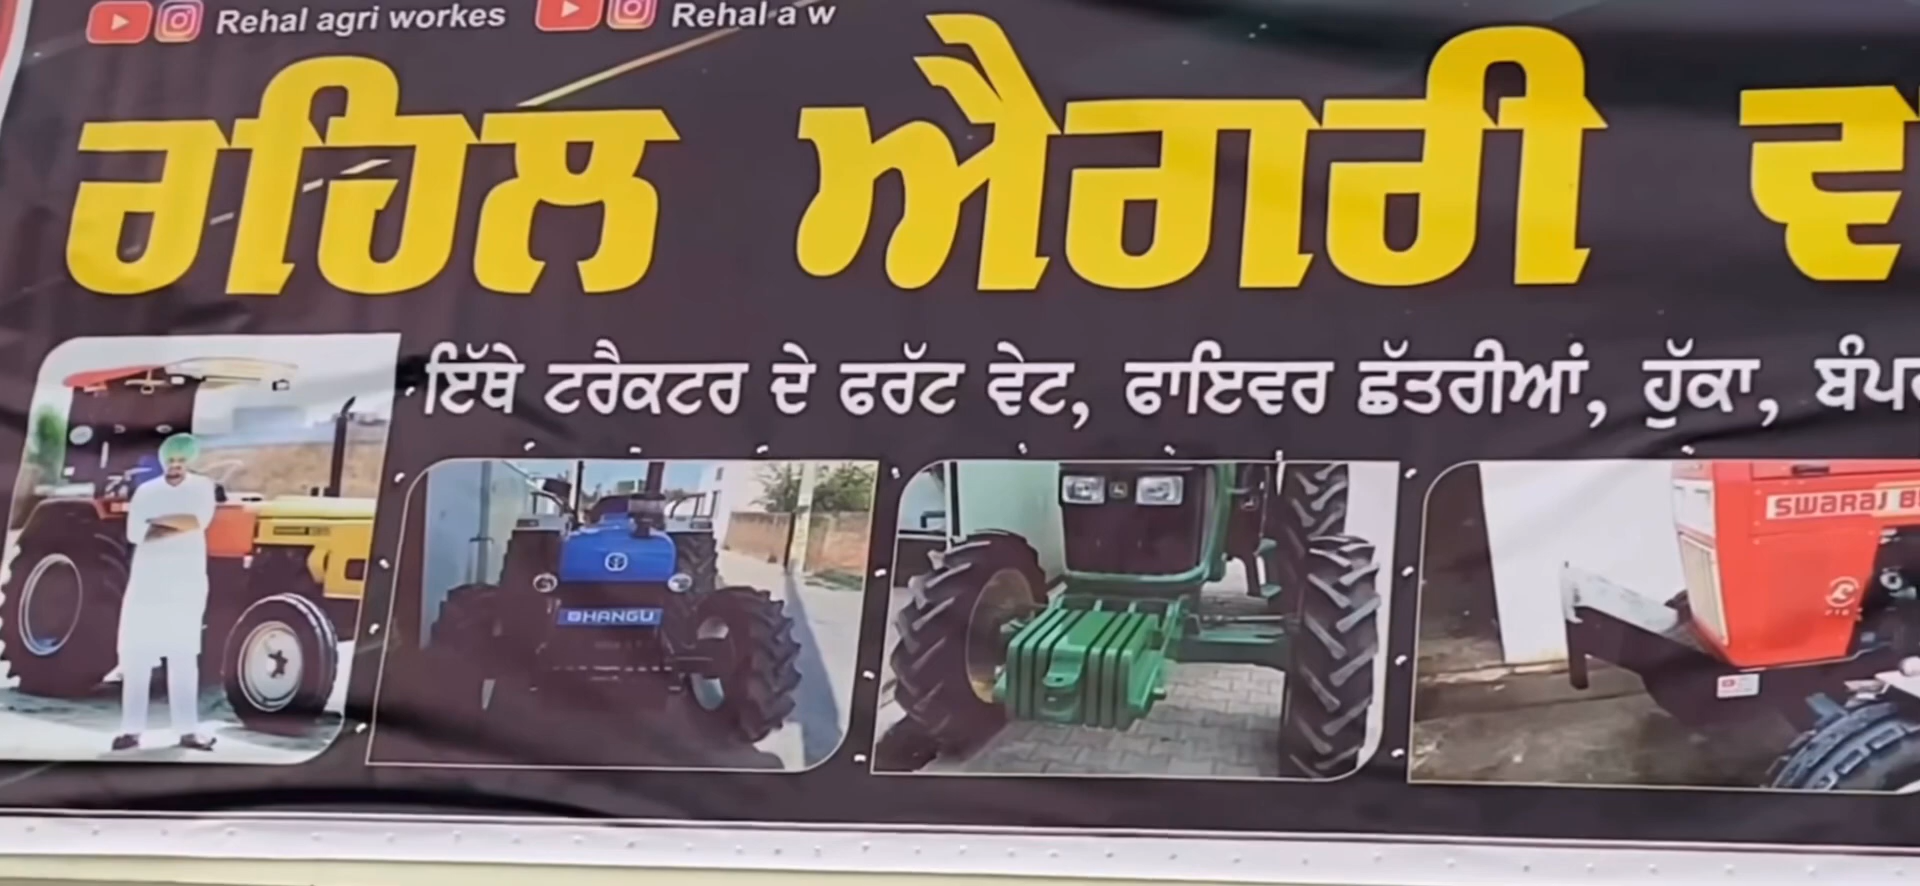 Rehal agri workes Rehal a w
ਰਹਿਲ ਐਗਰੀ
ਇੱਥੇ ਟਰੈਕਟਰ ਦੇ ਫਰੱਟ ਵੇਟ, ਫਾਇਵਰ ਛੱਤਰੀਆਂ, ਹੁੱਕਾ,
BHANGU
SWARAJ